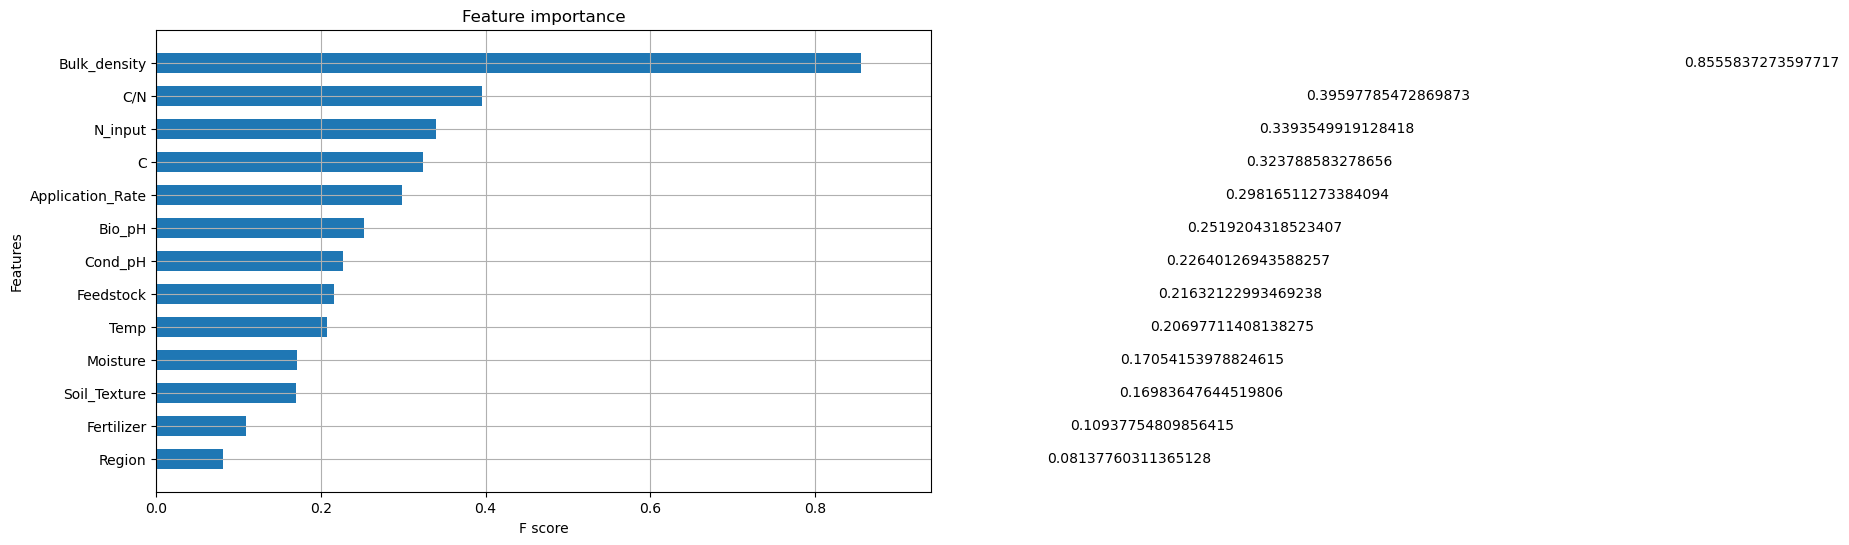 Feature importance
Bulk_density 0.8555837273597717
C/N 0.39597785472869873
N_input 0.3393549919128418
C 0.323788583278656
Application_Rate 0.29816511273384094
Bio_pH 0.2519204318523407
Cond_pH 0.22640126943588257
Feedstock 0.21632122993469238
Temp 0.20697711408138275
Moisture 0.17054153978824615
Soil_Texture 0.16983647644519806
Fertilizer 0.10937754809856415
Region 0.08137760311365128
Features
0.0 0.2 0.4 0.6 0.8
F score